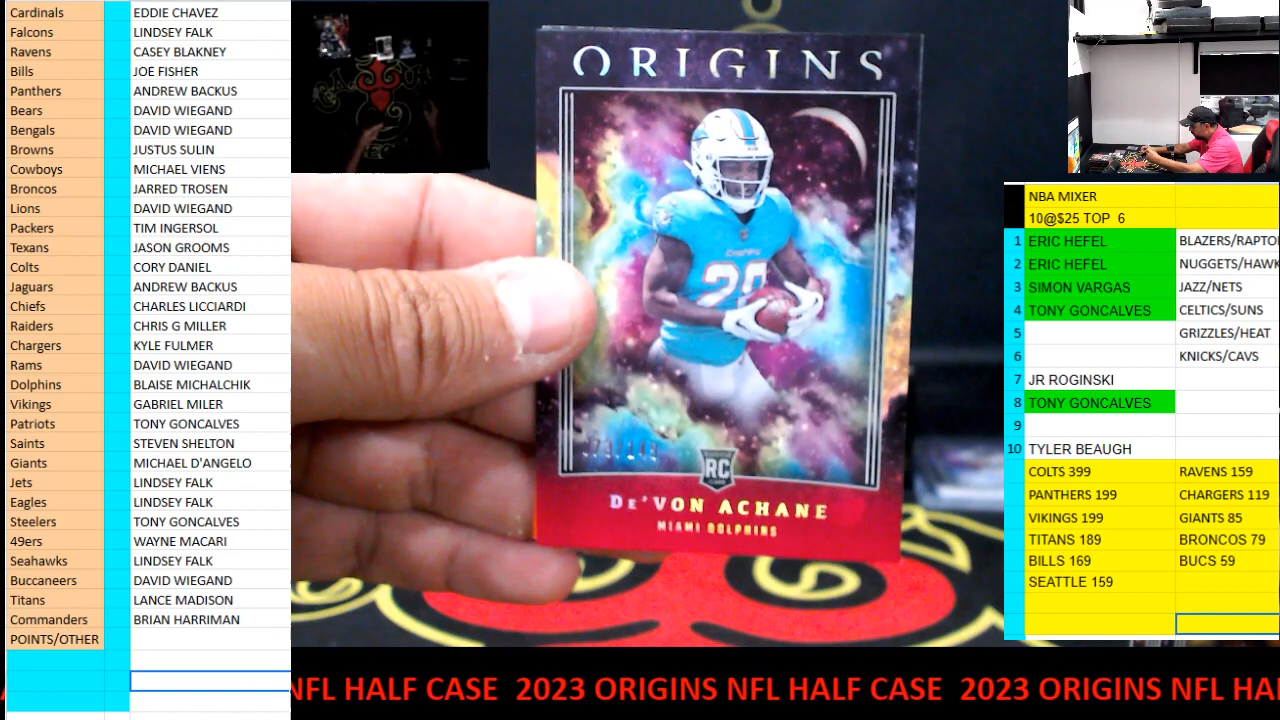 Cardinals EDDIE CHAVEZ
Falcons LINDSEY FALK
Ravens CASEY BLAKNEY
Bills JOE FISHER
Panthers ANDREW BACKUS
Bears DAVID WIEGAND
Bengals DAVID WIEGAND
Browns JUSTUS SULIN
Cowboys MICHAEL VIENS
Broncos JARRED TROSEN
Lions DAVID WIEGAND
Packers TIM INGERSOL
Texans JASON GROOMS
Colts CORY DANIEL
Jaguars ANDREW BACKUS
Chiefs CHARLES LICCIARDI
Raiders CHRIS G MILLER
Chargers KYLE FULMER
Rams DAVID WIEGAND
Dolphins BLAISE MICHALCHIK
Vikings GABRIEL MILER
Patriots TONY GONCALVES
Saints STEVEN SHELTON
Giants MICHAEL D'ANGELO
Jets LINDSEY FALK
Eagles LINDSEY FALK
Steelers TONY GONCALVES
49ers WAYNE MACARI
Seahawks LINDSEY FALK
Buccaneers DAVID WIEGAND
Titans LANCE MADISON
Commanders BRIAN HARRIMAN
POINTS/OTHER
ORIGINS
28
RC
DE'VON ACHANE
MIAMI DOLPHINS
NBA MIXER
10@$25 TOP 6
1 ERIC HEFEL BLAZERS/RAPTO
2 ERIC HEFEL NUGGETS/HAWK
3 SIMON VARGAS JAZZ/NETS
4 TONY GONCALVES CELTICS/SUNS
5 GRIZZLES/HEAT
6 KNICKS/CAVS
7 JR ROGINSKI
8 TONY GONCALVES
9
10 TYLER BEAUGH
COLTS 399 RAVENS 159
PANTHERS 199 CHARGERS 119
VIKINGS 199 GIANTS 85
TITANS 189 BRONCOS 79
BILLS 169 BUCS 59
SEATTLE 159
NFL HALF CASE 2023 ORIGINS NFL HALF CASE 2023 ORIGINS NFL HA